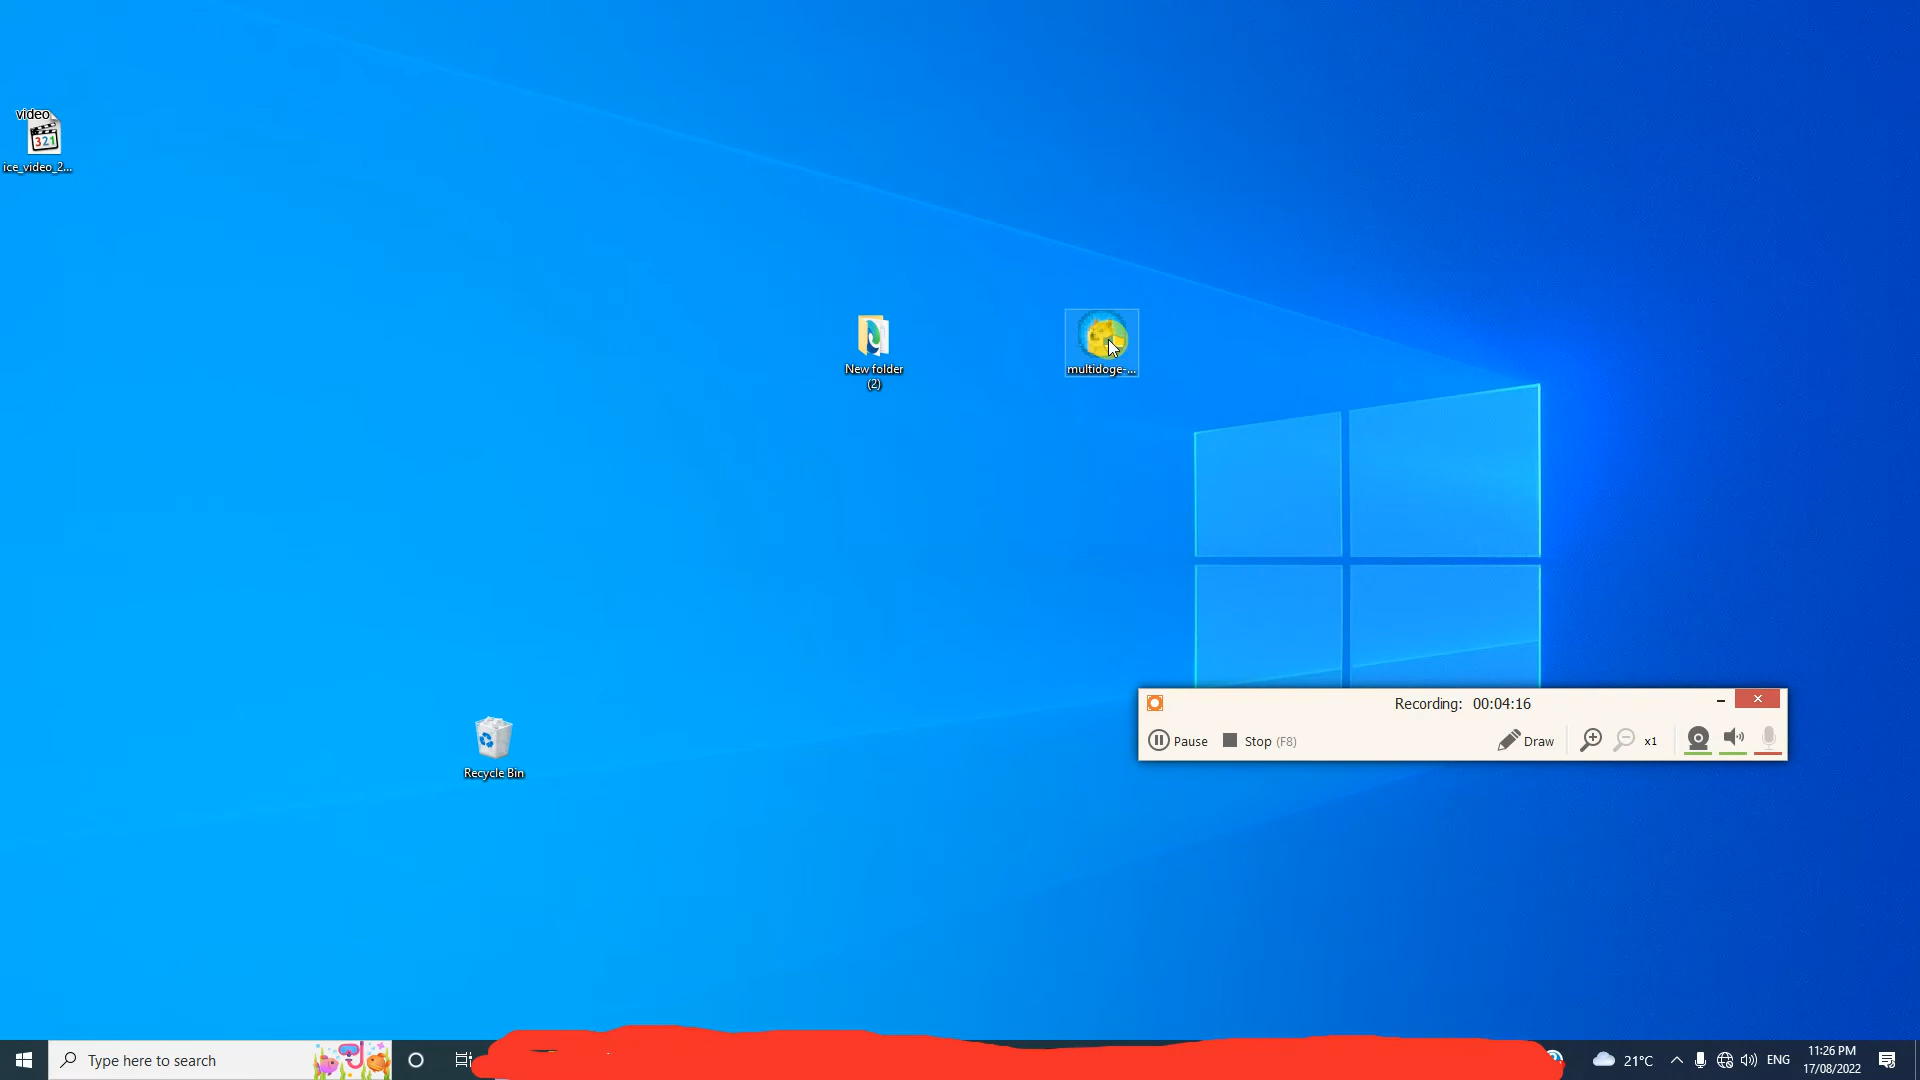 video
321
ice_video_2...
New folder
(2)
multidoge-...
Recycle Bin
Recording: 00:04:16
Pause
Stop (F8)
Draw
x1
Type here to search
21°C
ENG
11:26 PM
17/08/2022